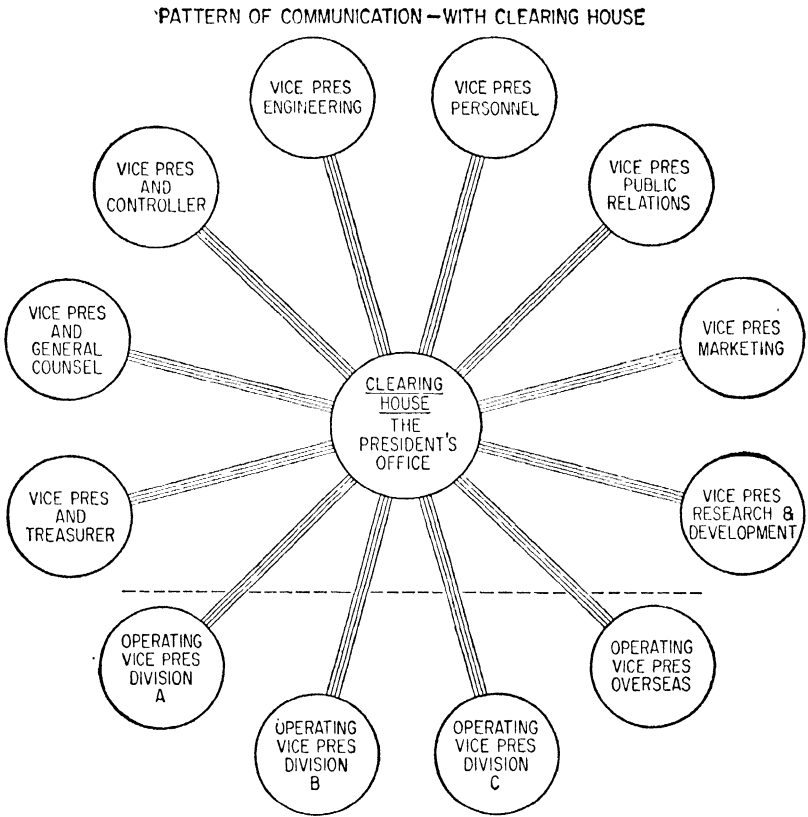 PATTERN OF COMMUNICATION—WITH CLEARING HOUSE
VICE PRES
ENGINEERING
VICE PRES
PERSONNEL
VICE PRES
AND
CONTROLLER
VICE PRES
PUBLIC
RELATIONS
VICE PRES
AND
GENERAL
COUNSEL
VICE PRES
MARKETING
CLEARING
HOUSE
THE
PRESIDENT'S
OFFICE
VICE PRES
AND
TREASURER
VICE PRES
RESEARCH &
DEVELOPMENT
OPERATING
VICE PRES
DIVISION
A
OPERATING
VICE PRES
DIVISION
B
OPERATING
VICE PRES
DIVISION
C
OPERATING
VICE PRES
OVERSEAS